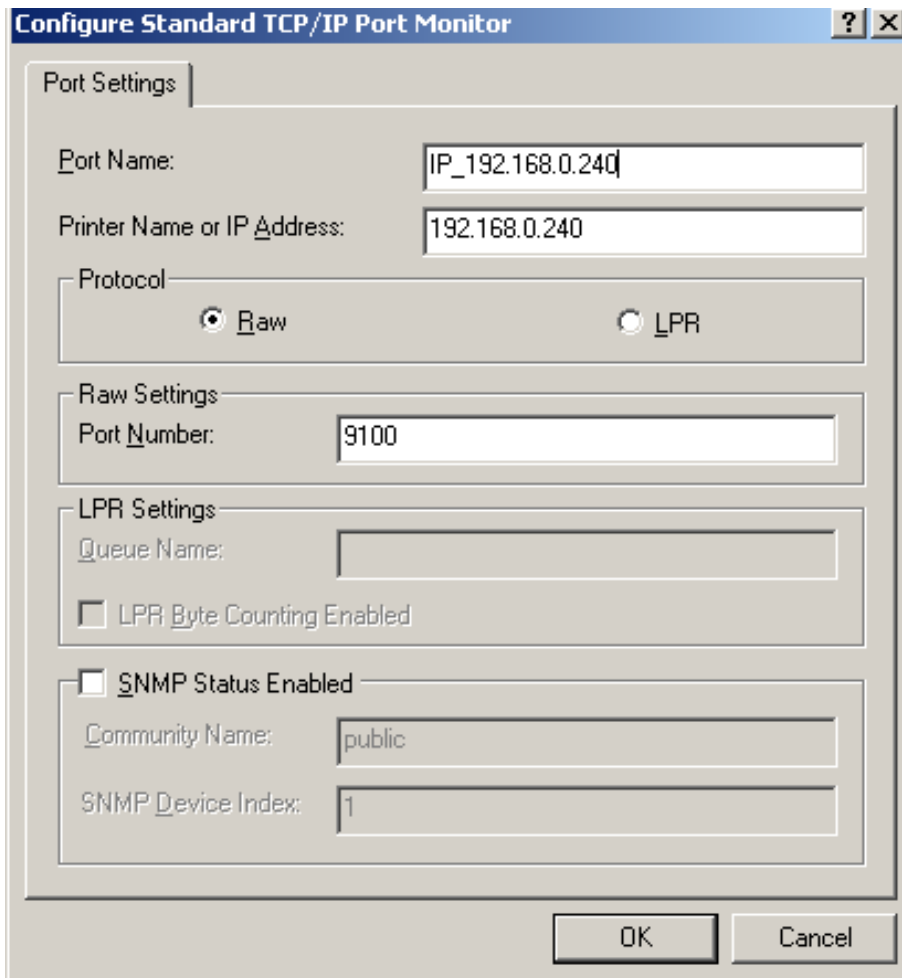 Configure Standard TCP/IP Port Monitor
Port Settings
Port Name:
IP_192.168.0.240
Printer Name or IP Address:
192.168.0.240
Protocol
Raw
LPR
Raw Settings
Port Number:
9100
LPR Settings
Queue Name:
LPR Byte Counting Enabled
SNMP Status Enabled
Community Name:
public
SNMP Device Index:
1
OK
Cancel